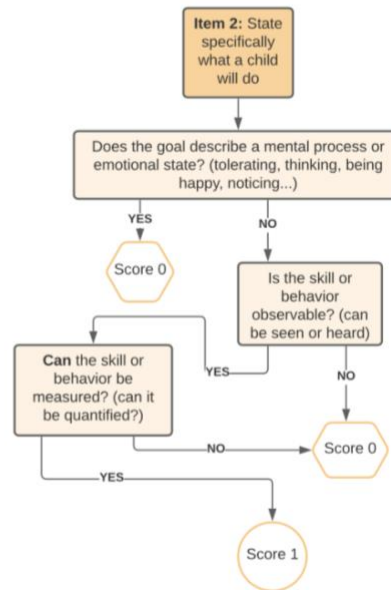 Item 2: State
specifically
what a child
will do
Does the goal describe a mental process or
emotional state? (tolerating, thinking, being
happy, noticing...)
YES
NO
Score 0
Is the skill or
behavior
observable? (can
be seen or heard)
YES
NO
Can the skill or
behavior be
measured? (can it
be quantified?)
NO
Score 0
YES
Score 1